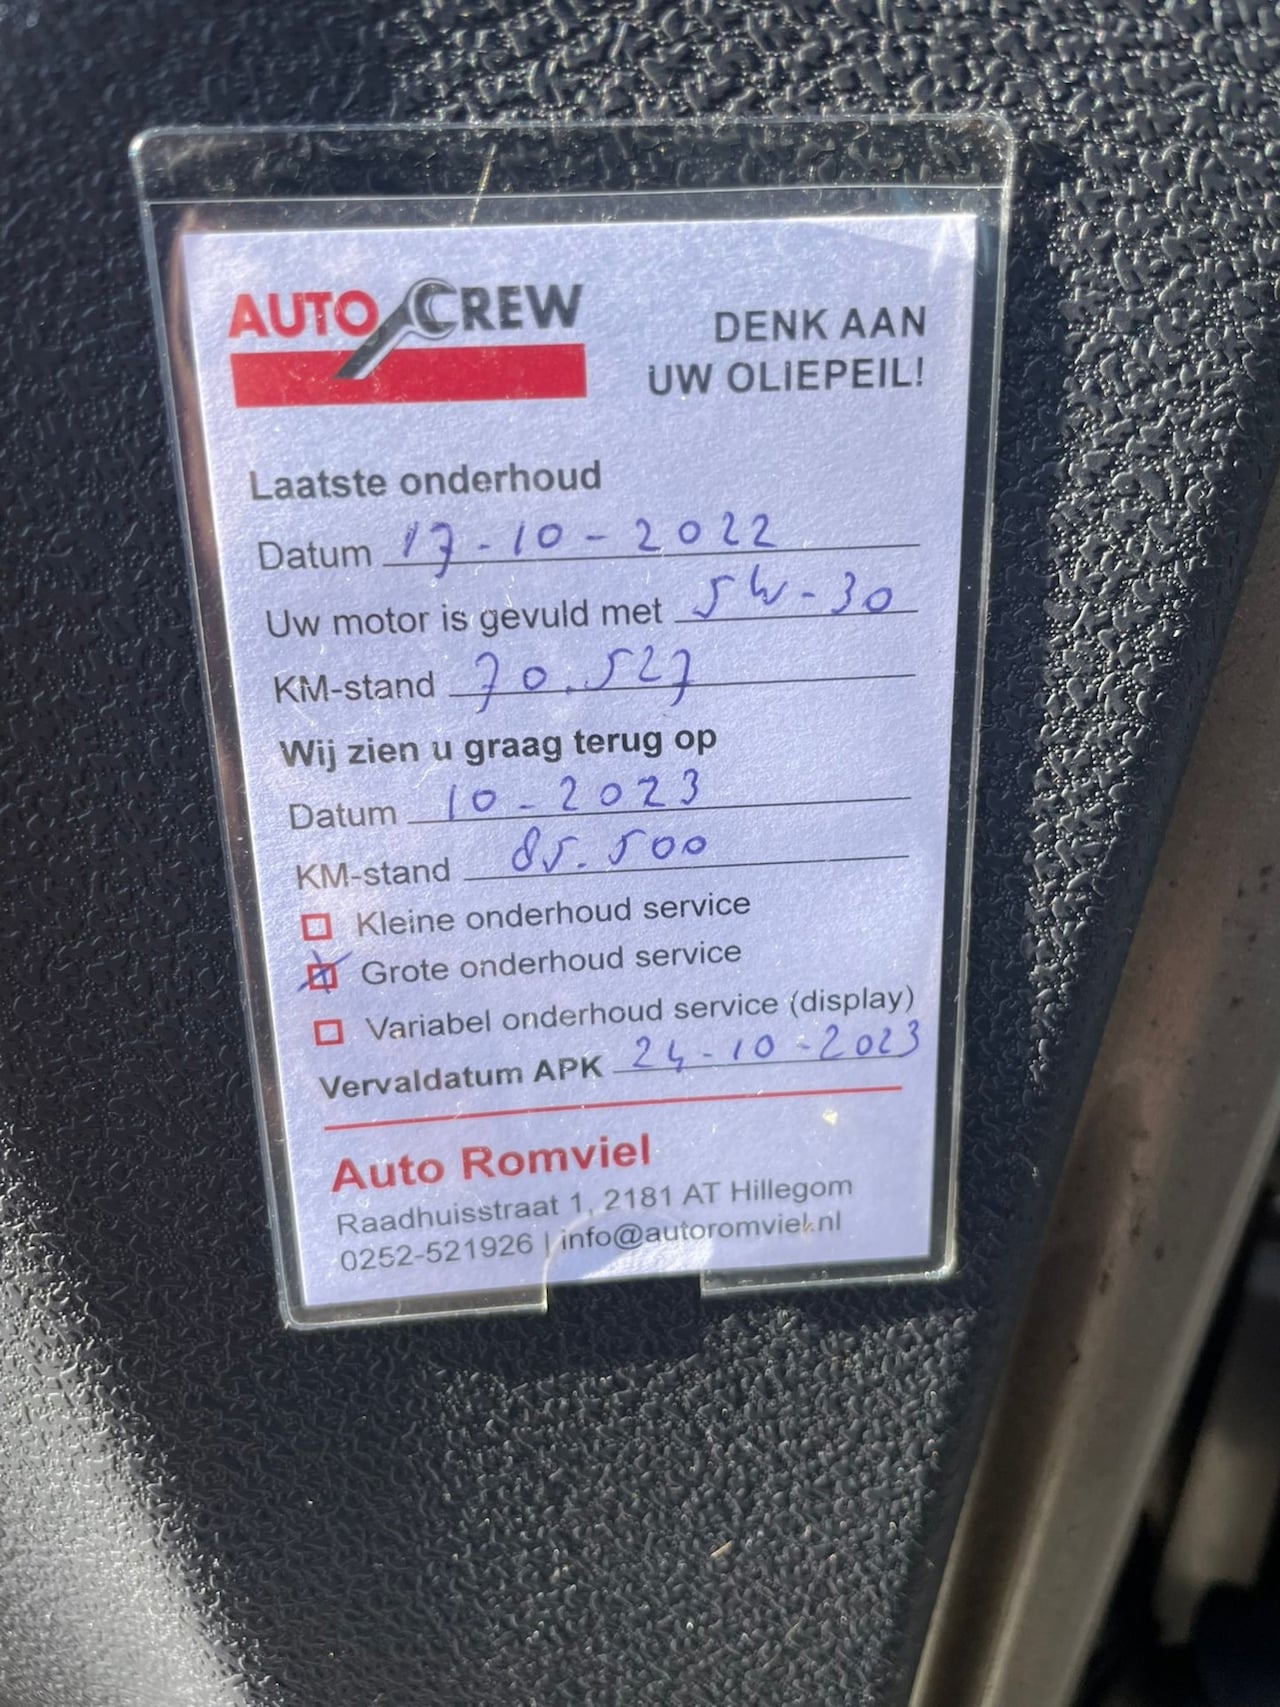 AUTO CREW
DENK AAN
UW OLIEPEIL!
Laatste onderhoud
Datum 17-10-2022
Uw motor is gevuld met 5W-30
KM-stand 70.527
Wij zien u graag terug op
Datum 10-2023
KM-stand 85.500
Kleine onderhoud service
Grote onderhoud service
Variabel onderhoud service (display)
Vervaldatum APK 24-10-2023
Auto Romviel
Raadhuisstraat 1, 2181 AT Hillegom
0252-521926 | info@autoromviel.nl